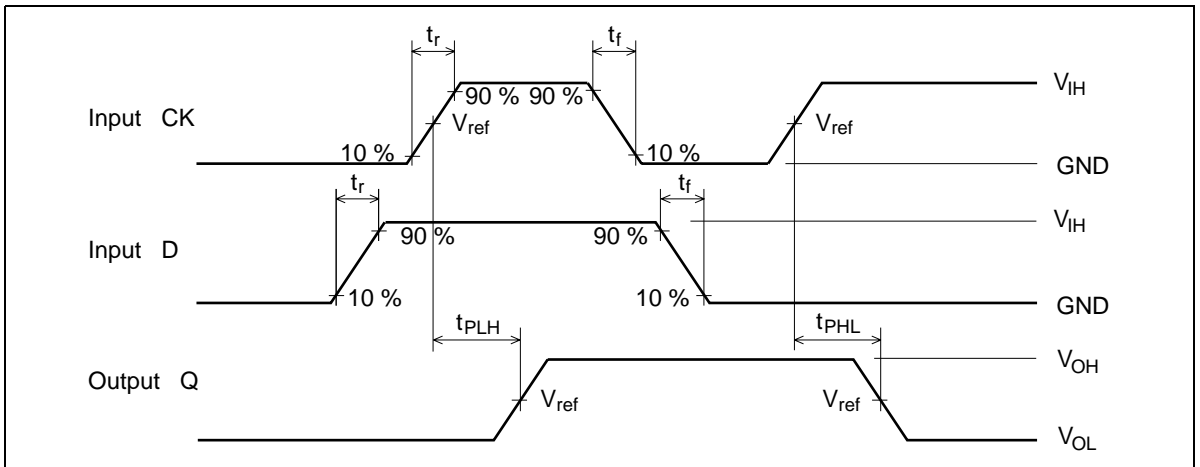 tr tf
VIH
90 % 90 %
Input CK Vref Vref
10 % 10 %
GND
tr tf
VIH
90 % 90 %
Input D
10 % 10 %
GND
tPLH tPHL
VOH
Output Q
Vref Vref
VOL